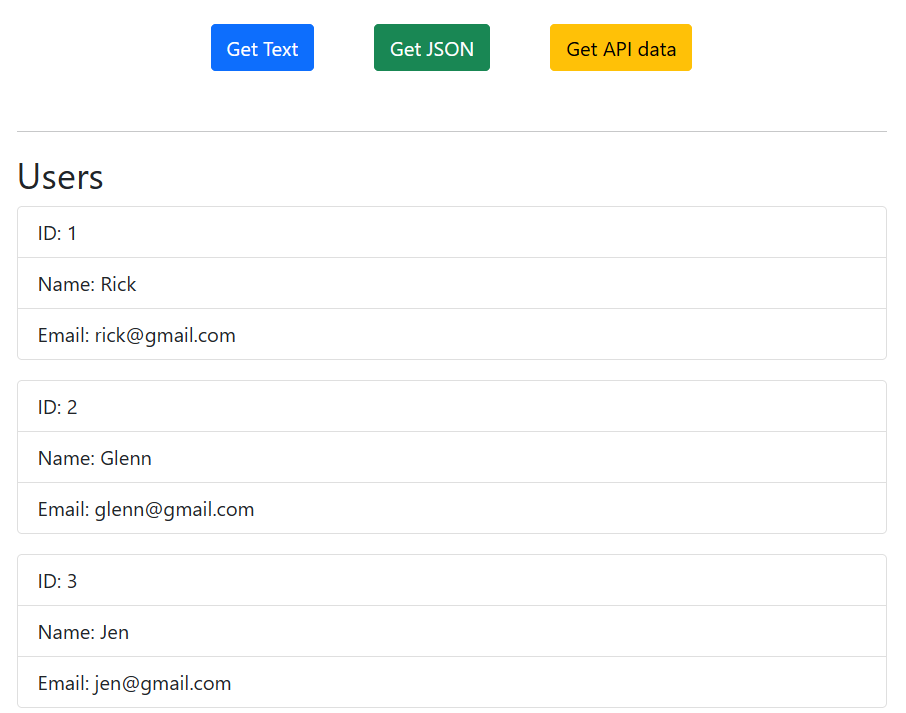 Get Text Get JSON Get API data
Users
ID: 1
Name: Rick
Email: rick@gmail.com
ID: 2
Name: Glenn
Email: glenn@gmail.com
ID: 3
Name: Jen
Email: jen@gmail.com